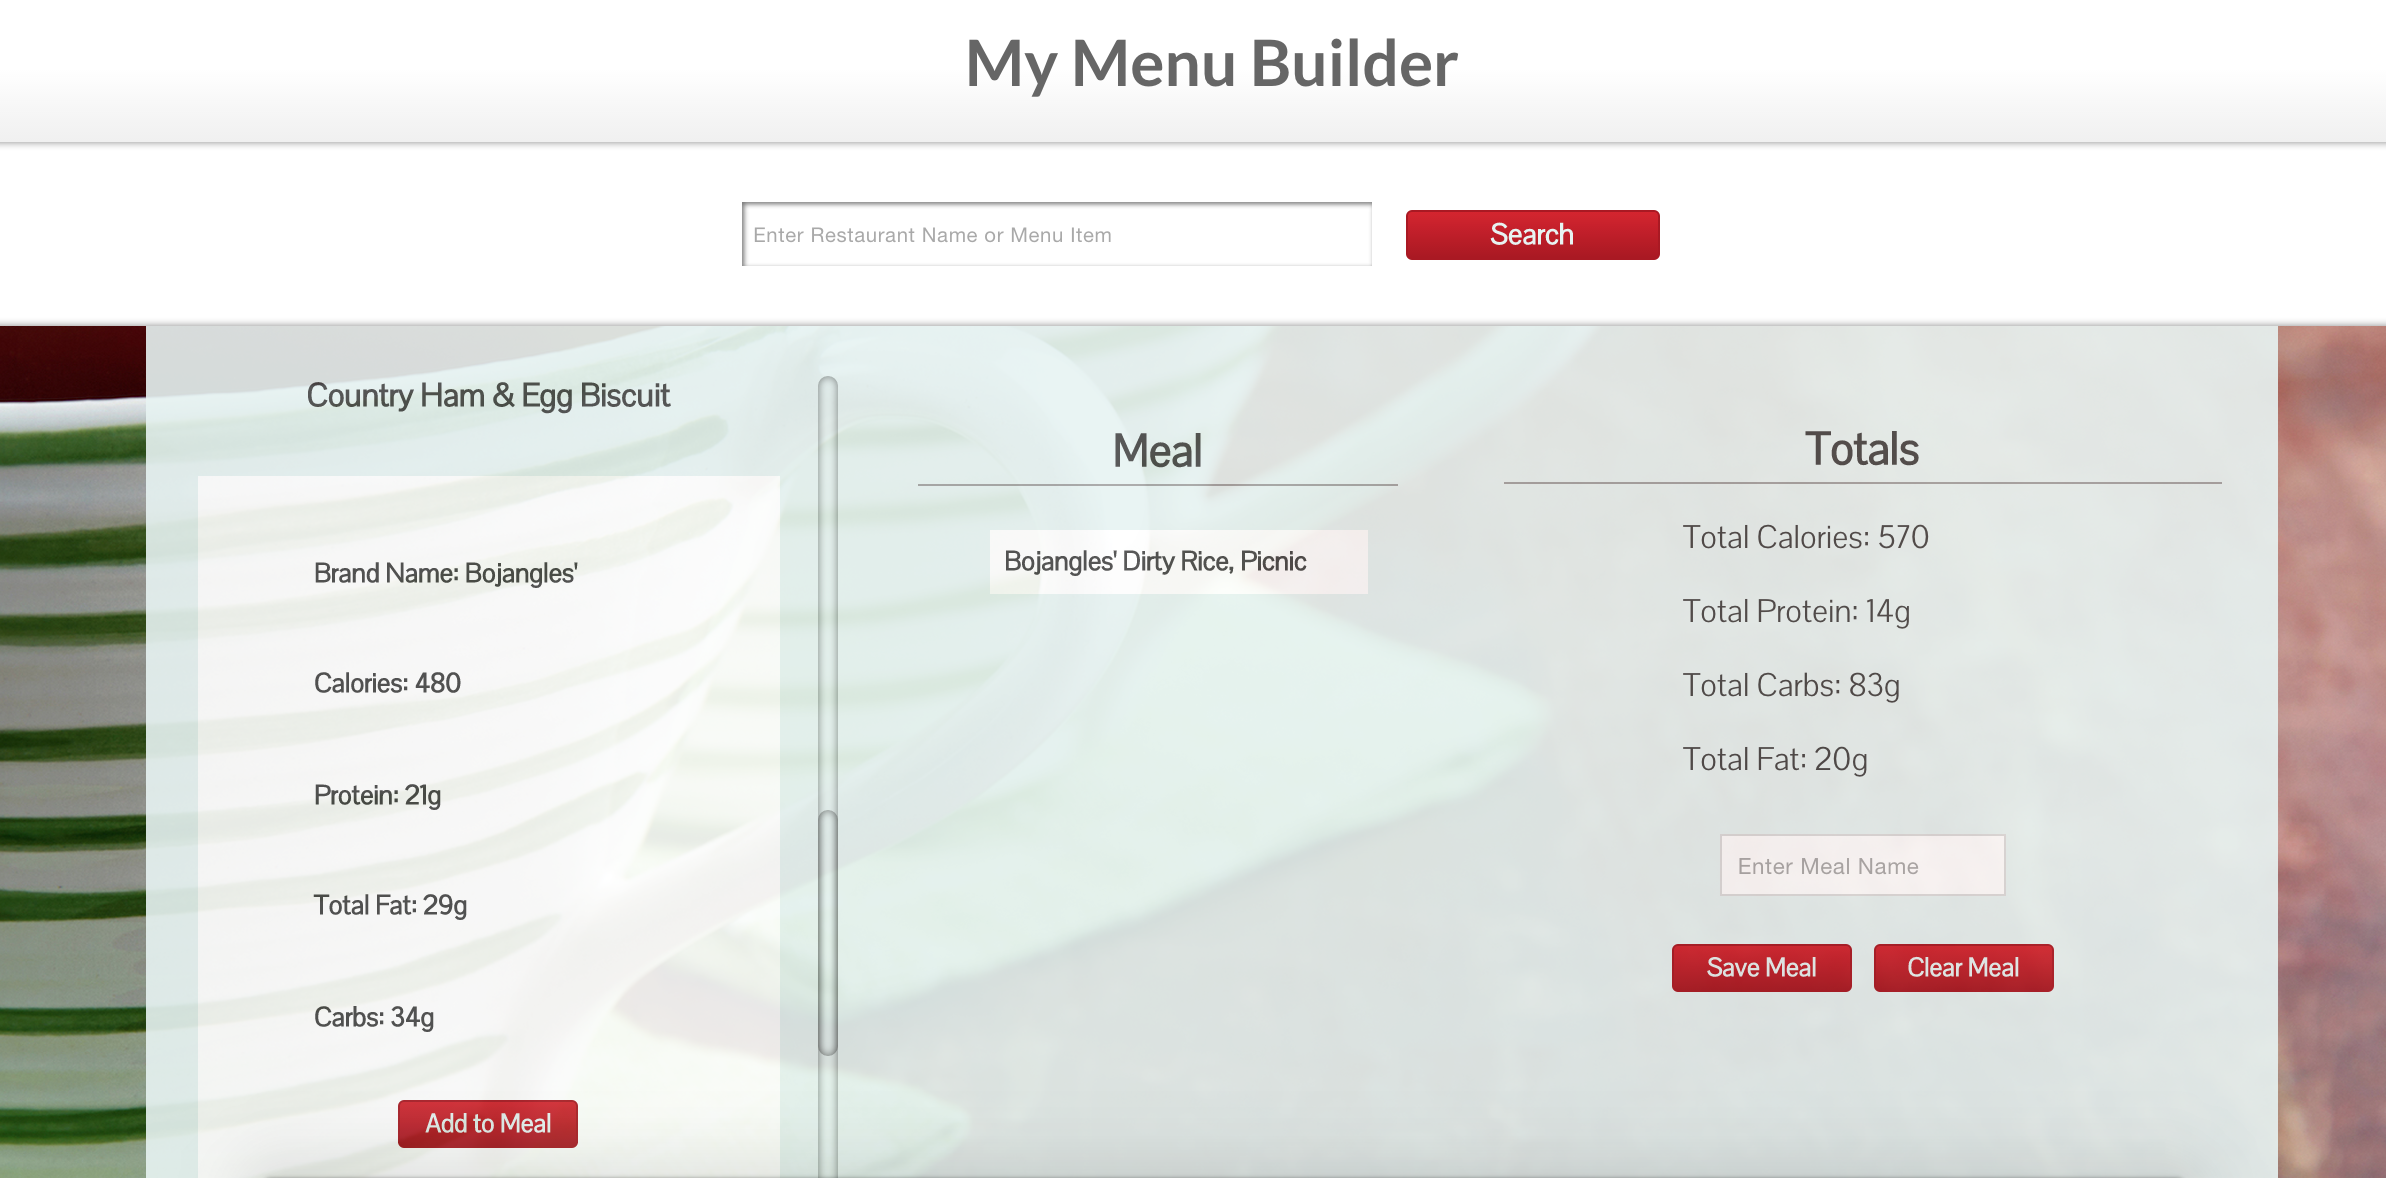 My Menu Builder
Enter Restaurant Name or Menu Item
Search
Country Ham & Egg Biscuit
Brand Name: Bojangles'
Calories: 480
Protein: 21g
Total Fat: 29g
Carbs: 34g
Add to Meal
Meal
Bojangles' Dirty Rice, Picnic
Totals
Total Calories: 570
Total Protein: 14g
Total Carbs: 83g
Total Fat: 20g
Enter Meal Name
Save Meal
Clear Meal